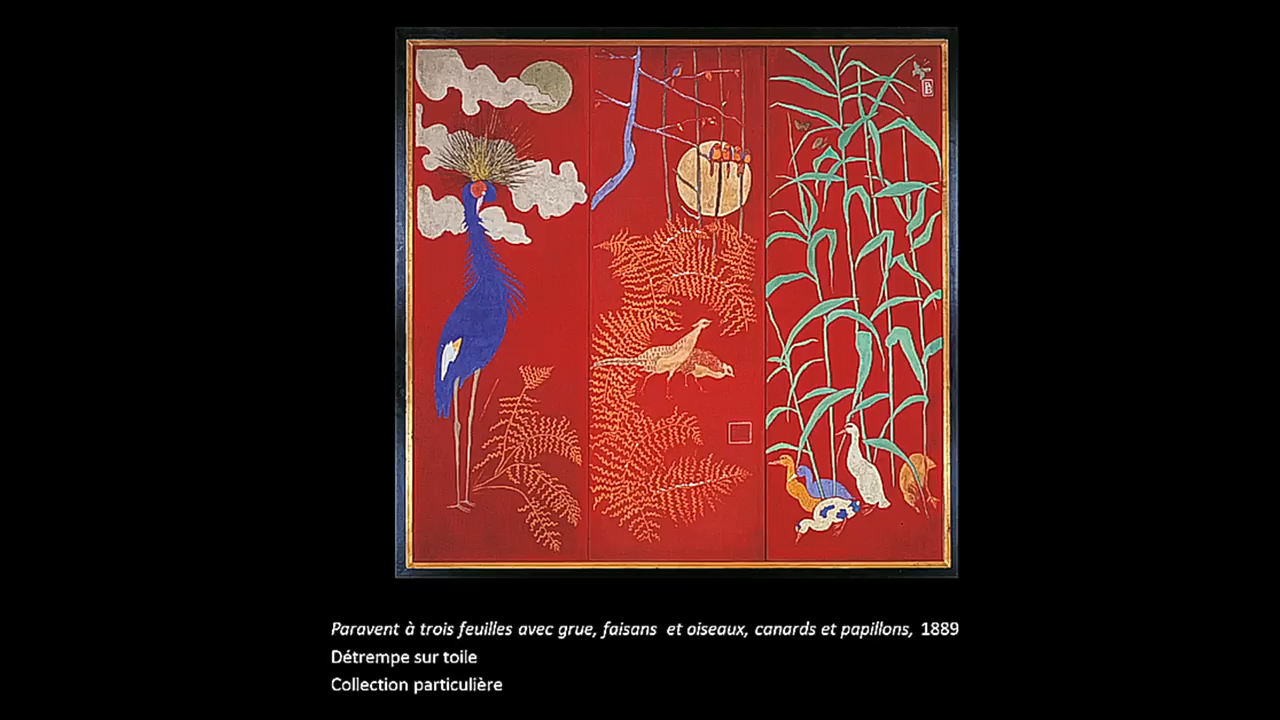 B
Paravent à trois feuilles avec grue, faisans et oiseaux, canards et papillons, 1889
Détrempe sur toile
Collection particulière